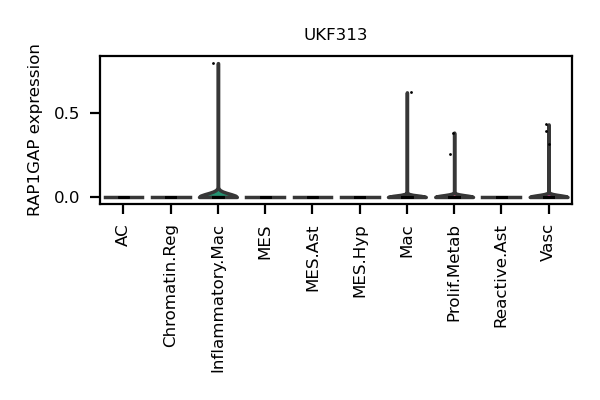 UKF313
RAP1GAP expression
0.5
0.0
AC
Chromatin.Reg
Inflammatory.Mac
MES
MES.Ast
MES.Hyp
Mac
Prolif.Metab
Reactive.Ast
Vasc